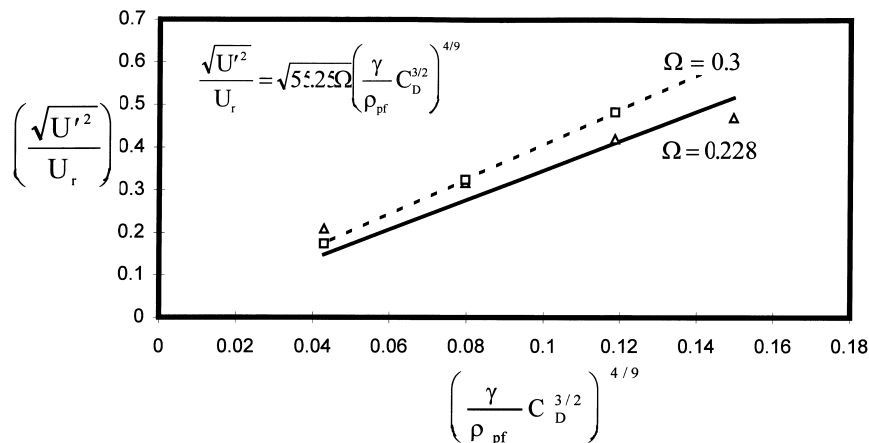 0.7
0.6
0.5
0.4
0.3
0.2
0.1
0
0 0.02 0.04 0.06 0.08 0.1 0.12 0.14 0.16 0.18
(√U′² / U_r)
√U′² / U_r = √55.25Ω (γ / ρ_pf C_D^3/2)^4/9
Ω = 0.3
Ω = 0.228
(γ / ρ_pf C_D^3/2)^4/9